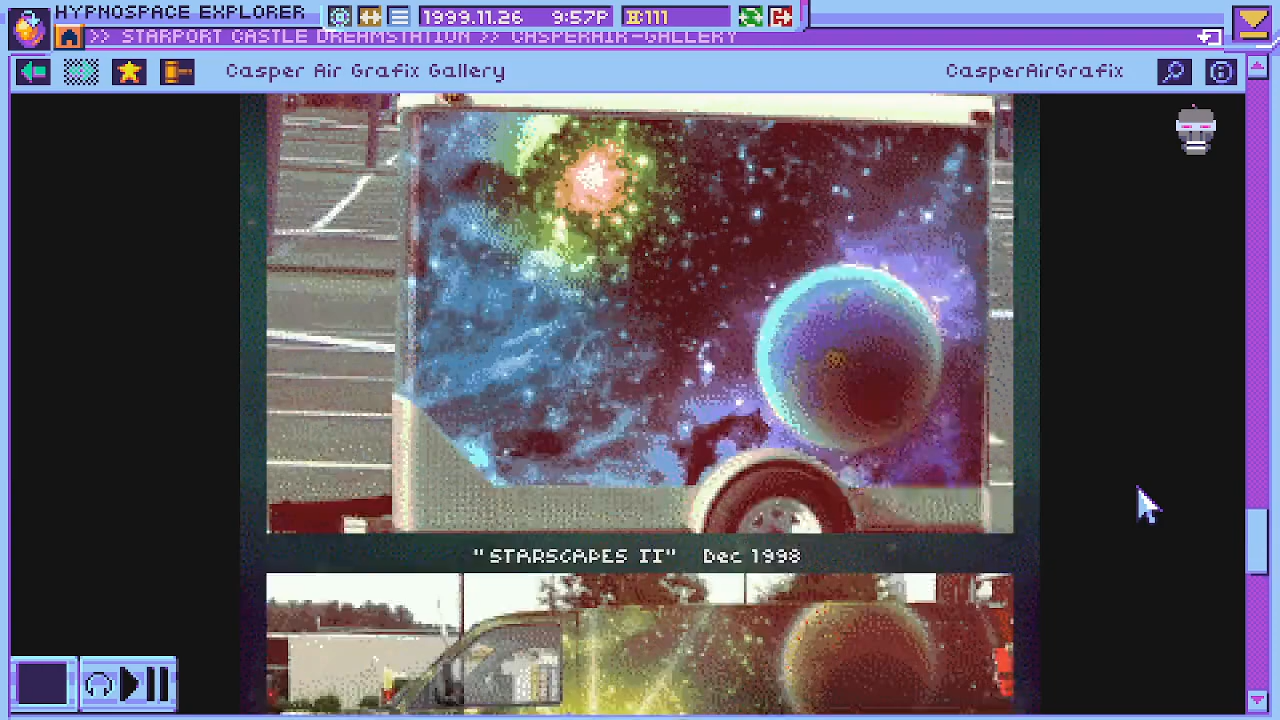 HYPNOSPACE EXPLORER
1999.11.26 9:57P
:111
>> STARPORT CASTLE DREAMSTATION >> CASPERAIR-GALLERY
Casper Air Grafix Gallery
CasperAirGrafix
"STARSCAPES II" Dec 1998